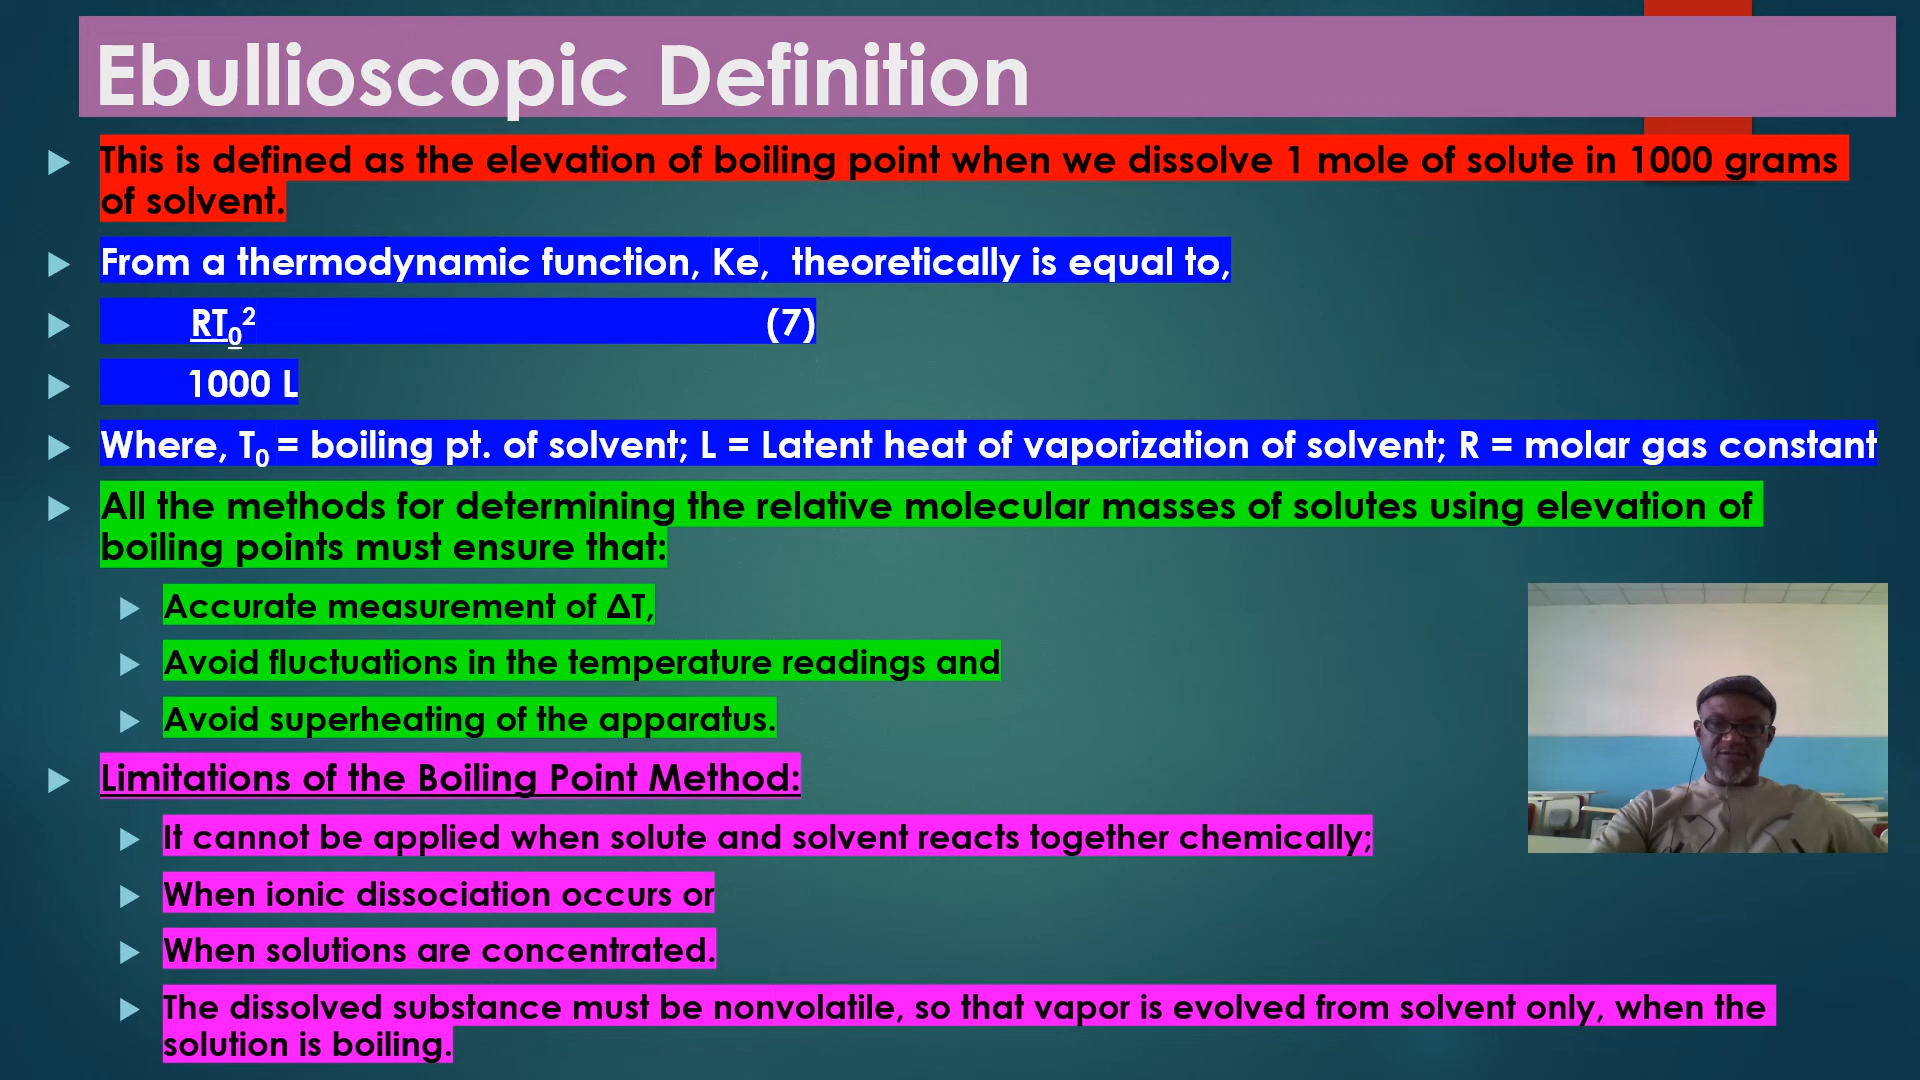 Ebullioscopic Definition
This is defined as the elevation of boiling point when we dissolve 1 mole of solute in 1000 grams
of solvent.
From a thermodynamic function, Ke, theoretically is equal to,
RT₀² (7)
1000 L
Where, T₀ = boiling pt. of solvent; L = Latent heat of vaporization of solvent; R = molar gas constant
All the methods for determining the relative molecular masses of solutes using elevation of
boiling points must ensure that:
Accurate measurement of ΔT,
Avoid fluctuations in the temperature readings and
Avoid superheating of the apparatus.
Limitations of the Boiling Point Method:
It cannot be applied when solute and solvent reacts together chemically;
When ionic dissociation occurs or
When solutions are concentrated.
The dissolved substance must be nonvolatile, so that vapor is evolved from solvent only, when the
solution is boiling.